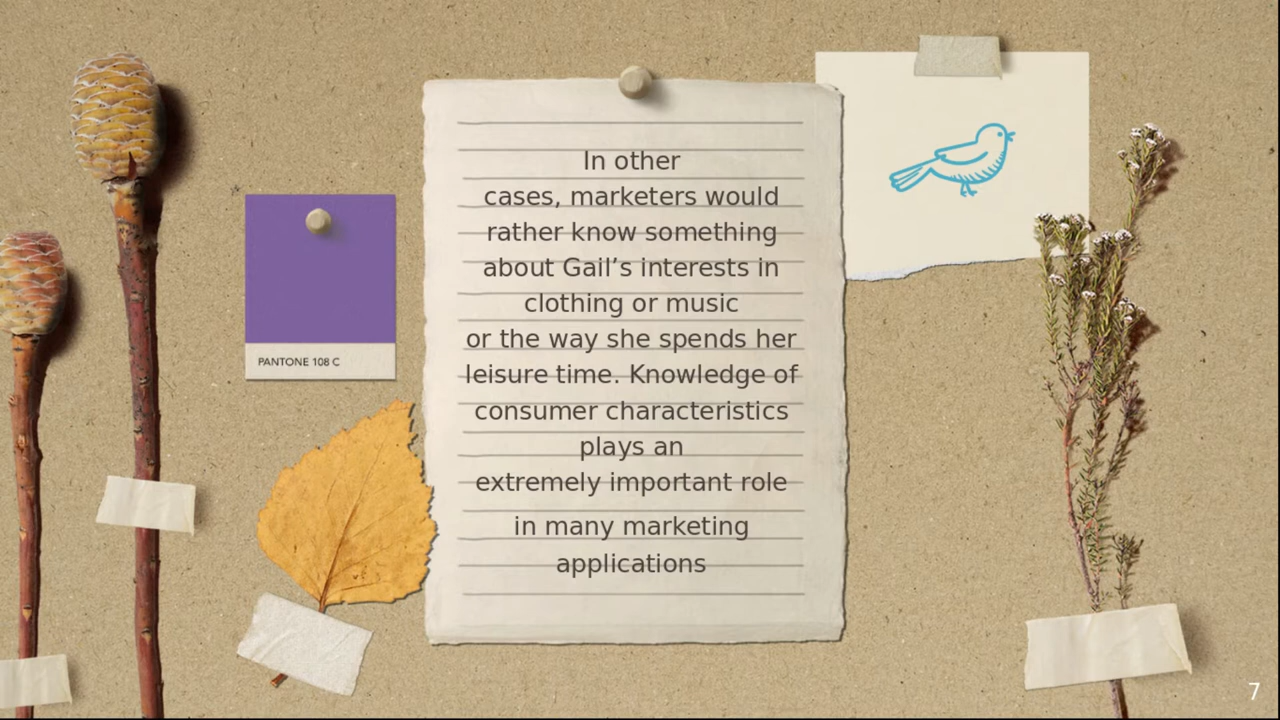 In other
cases, marketers would
rather know something
about Gail’s interests in
clothing or music
or the way she spends her
leisure time. Knowledge of
consumer characteristics
plays an
extremely important role
in many marketing
applications
PANTONE 108 C
7